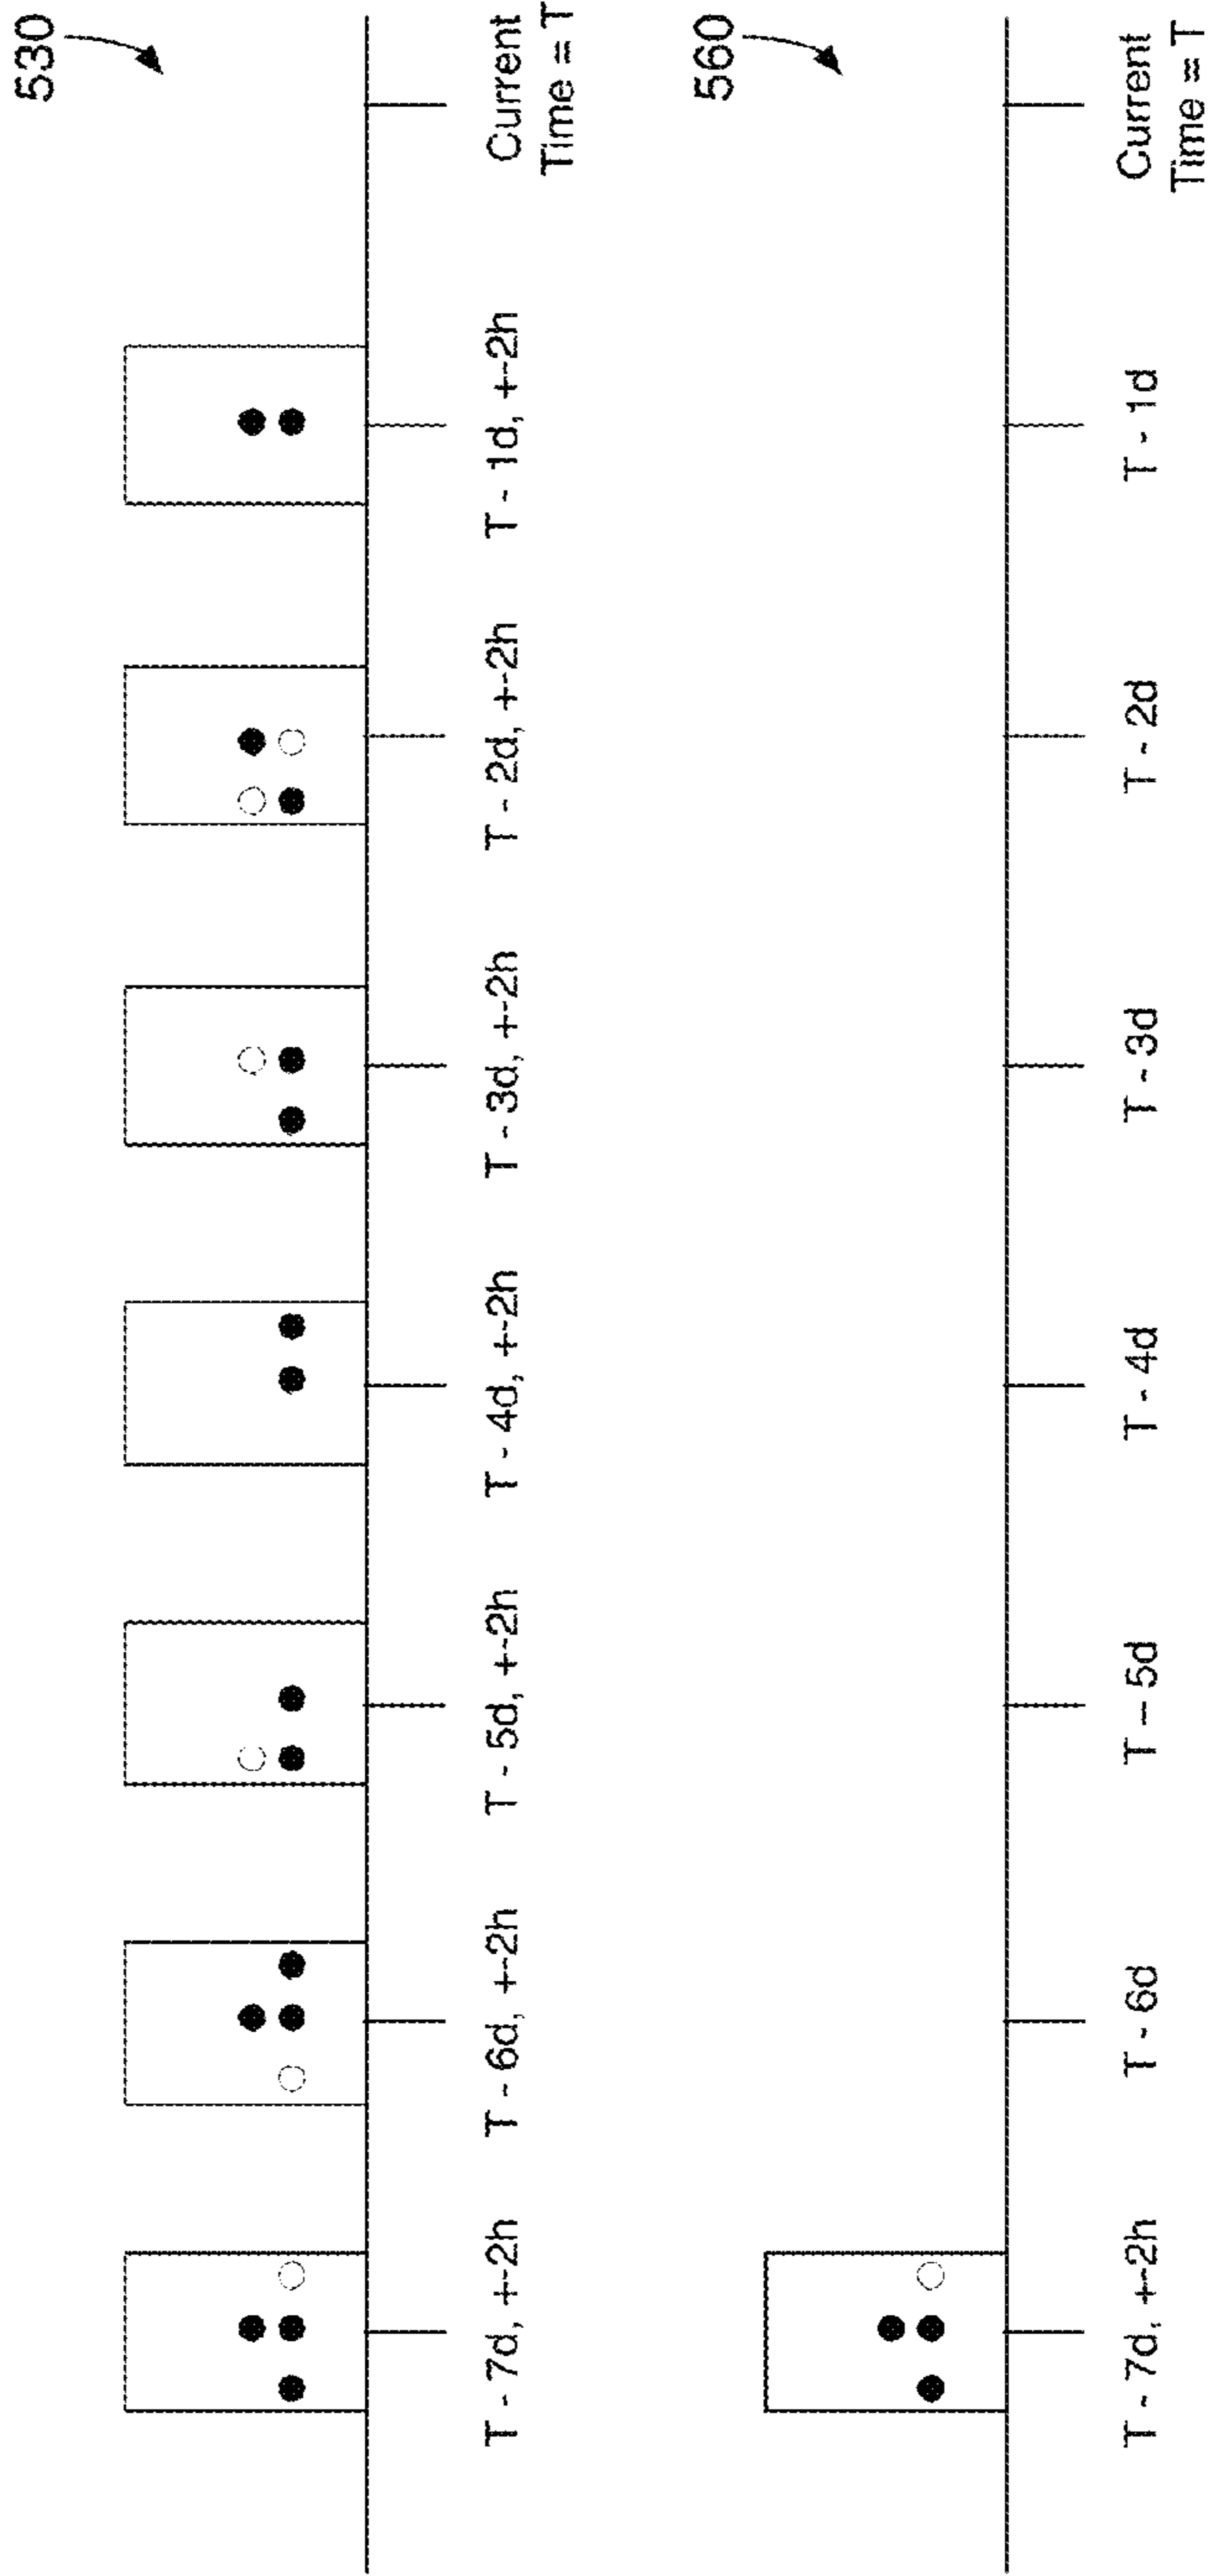 530
T - 7d, +-2h
T - 6d, +-2h
T - 5d, +-2h
T - 4d, +-2h
T - 3d, +-2h
T - 2d, +-2h
T - 1d, +-2h
Current
Time = T
560
T - 7d, +-2h
T - 6d
T – 5d
T - 4d
T - 3d
T - 2d
T - 1d
Current
Time = T